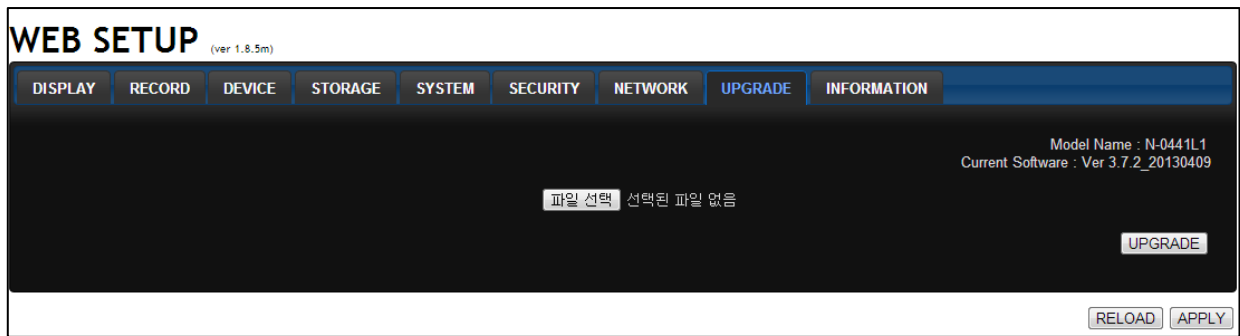 WEB SETUP (ver 1.8.5m)
DISPLAY RECORD DEVICE STORAGE SYSTEM SECURITY NETWORK UPGRADE INFORMATION
Model Name : N-0441L1
Current Software : Ver 3.7.2_20130409
파일 선택 선택된 파일 없음
UPGRADE
RELOAD APPLY